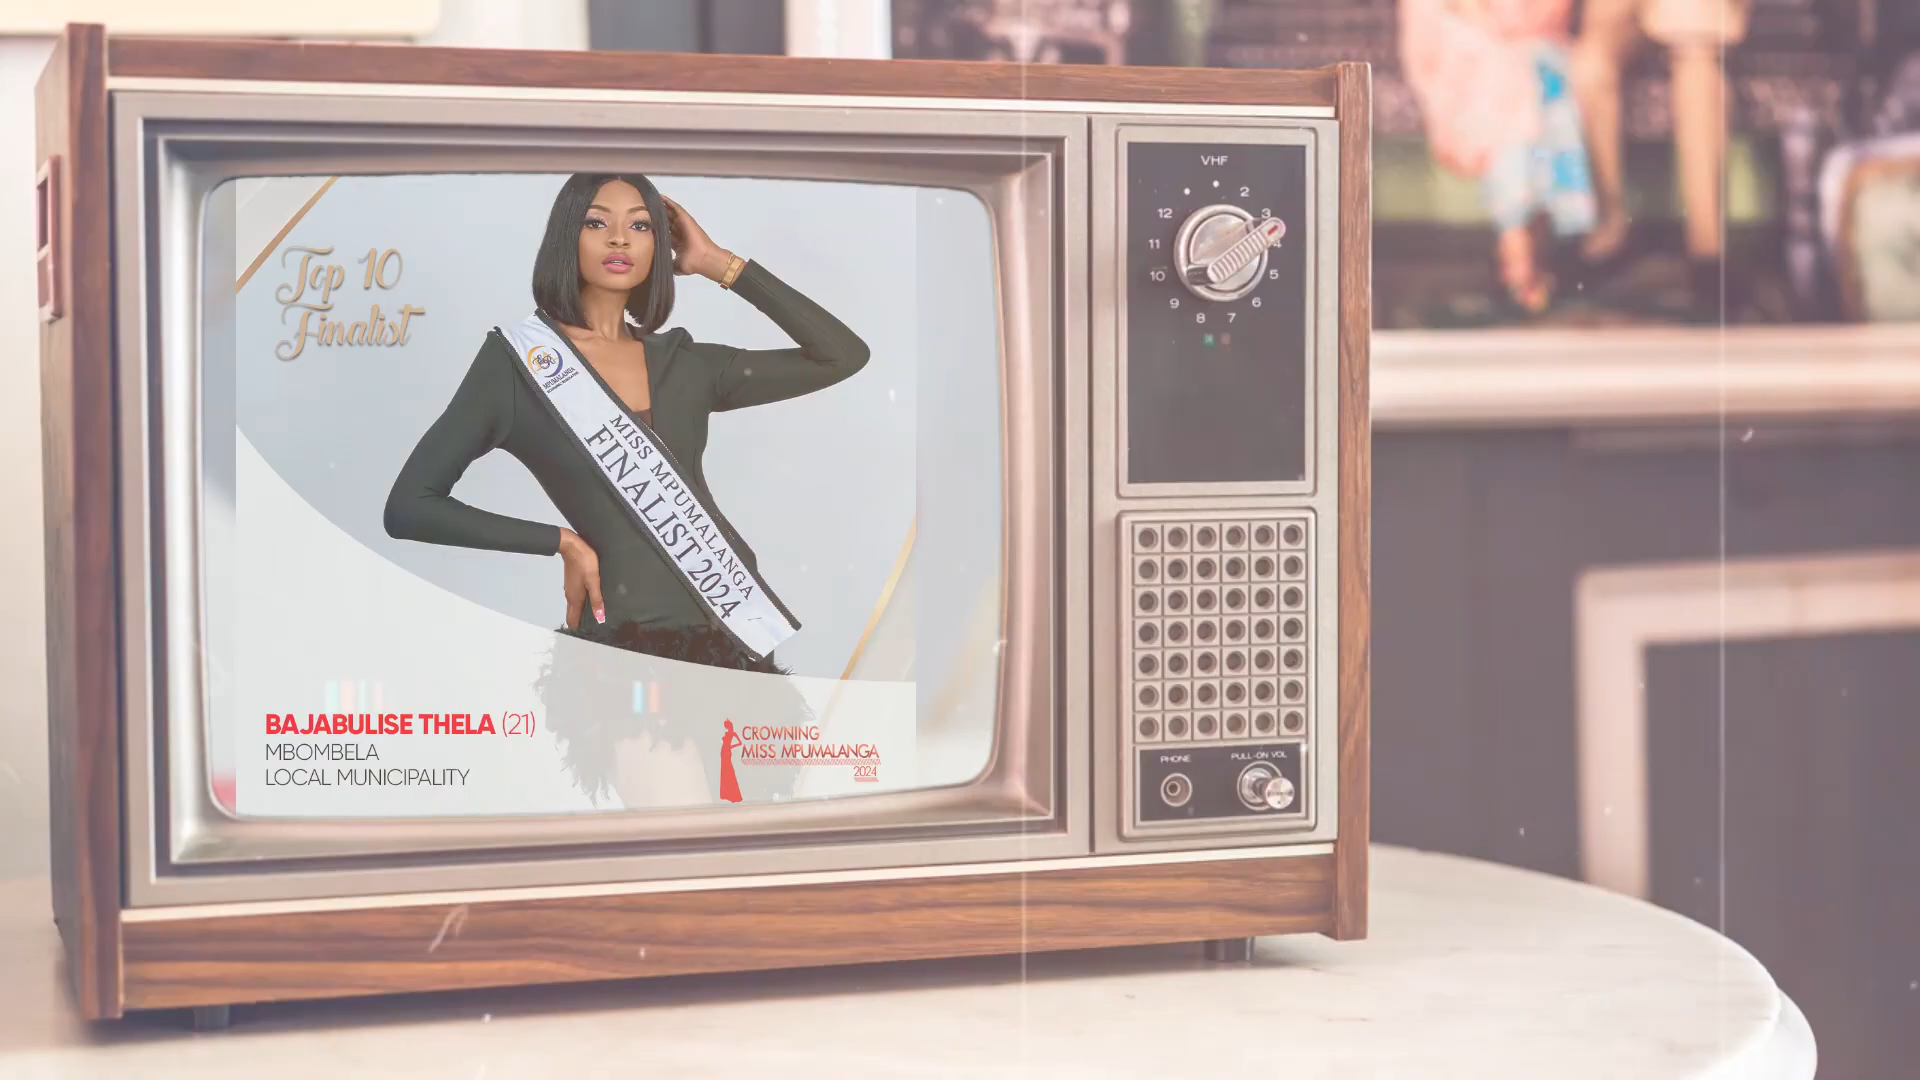 Top 10
Finalist
MPUMALANGA
MISS MPUMALANGA
FINALIST 2024
BAJABULISE THELA (21)
MBOMBELA
LOCAL MUNICIPALITY
CROWNING
MISS MPUMALANGA
2024
VHF
2
3
4
5
6
7
8
9
10
11
12
PHONE
PULL-ON VOL